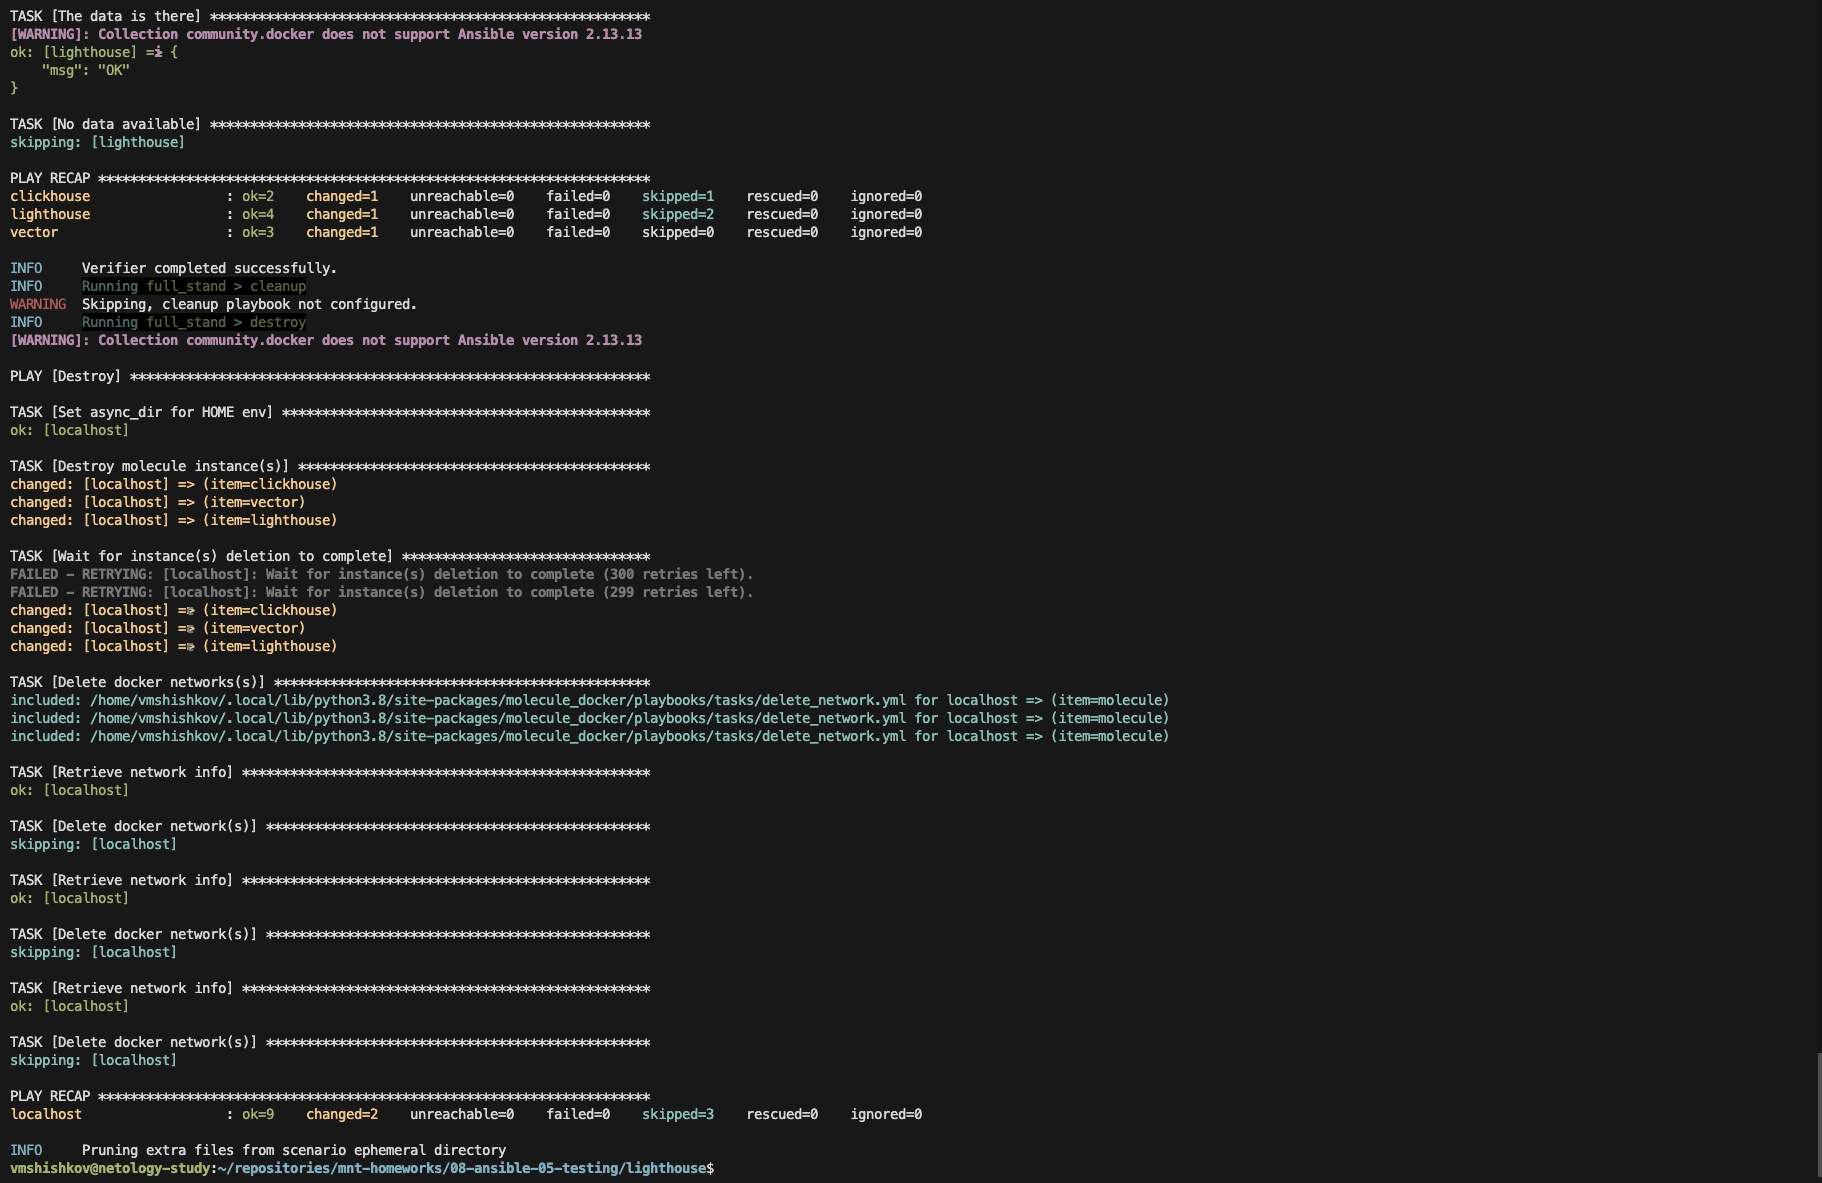 TASK [The data is there] *******************************************************
[WARNING]: Collection community.docker does not support Ansible version 2.13.13
ok: [lighthouse] => {
    "msg": "OK"
}
TASK [No data available] *******************************************************
skipping: [lighthouse]
PLAY RECAP *********************************************************************
clickhouse                 : ok=2    changed=1    unreachable=0    failed=0    skipped=1    rescued=0    ignored=0
lighthouse                 : ok=4    changed=1    unreachable=0    failed=0    skipped=2    rescued=0    ignored=0
vector                     : ok=3    changed=1    unreachable=0    failed=0    skipped=0    rescued=0    ignored=0
INFO     Verifier completed successfully.
INFO     Running full_stand > cleanup
WARNING  Skipping, cleanup playbook not configured.
INFO     Running full_stand > destroy
[WARNING]: Collection community.docker does not support Ansible version 2.13.13
PLAY [Destroy] *****************************************************************
TASK [Set async_dir for HOME env] **********************************************
ok: [localhost]
TASK [Destroy molecule instance(s)] ********************************************
changed: [localhost] => (item=clickhouse)
changed: [localhost] => (item=vector)
changed: [localhost] => (item=lighthouse)
TASK [Wait for instance(s) deletion to complete] *******************************
FAILED - RETRYING: [localhost]: Wait for instance(s) deletion to complete (300 retries left).
FAILED - RETRYING: [localhost]: Wait for instance(s) deletion to complete (299 retries left).
changed: [localhost] => (item=clickhouse)
changed: [localhost] => (item=vector)
changed: [localhost] => (item=lighthouse)
TASK [Delete docker networks(s)] ***********************************************
included: /home/vmshishkov/.local/lib/python3.8/site-packages/molecule_docker/playbooks/tasks/delete_network.yml for localhost => (item=molecule)
included: /home/vmshishkov/.local/lib/python3.8/site-packages/molecule_docker/playbooks/tasks/delete_network.yml for localhost => (item=molecule)
included: /home/vmshishkov/.local/lib/python3.8/site-packages/molecule_docker/playbooks/tasks/delete_network.yml for localhost => (item=molecule)
TASK [Retrieve network info] ***************************************************
ok: [localhost]
TASK [Delete docker network(s)] ************************************************
skipping: [localhost]
TASK [Retrieve network info] ***************************************************
ok: [localhost]
TASK [Delete docker network(s)] ************************************************
skipping: [localhost]
TASK [Retrieve network info] ***************************************************
ok: [localhost]
TASK [Delete docker network(s)] ************************************************
skipping: [localhost]
PLAY RECAP *********************************************************************
localhost                  : ok=9    changed=2    unreachable=0    failed=0    skipped=3    rescued=0    ignored=0
INFO     Pruning extra files from scenario ephemeral directory
vmshishkov@netology-study:~/repositories/mnt-homeworks/08-ansible-05-testing/lighthouse$